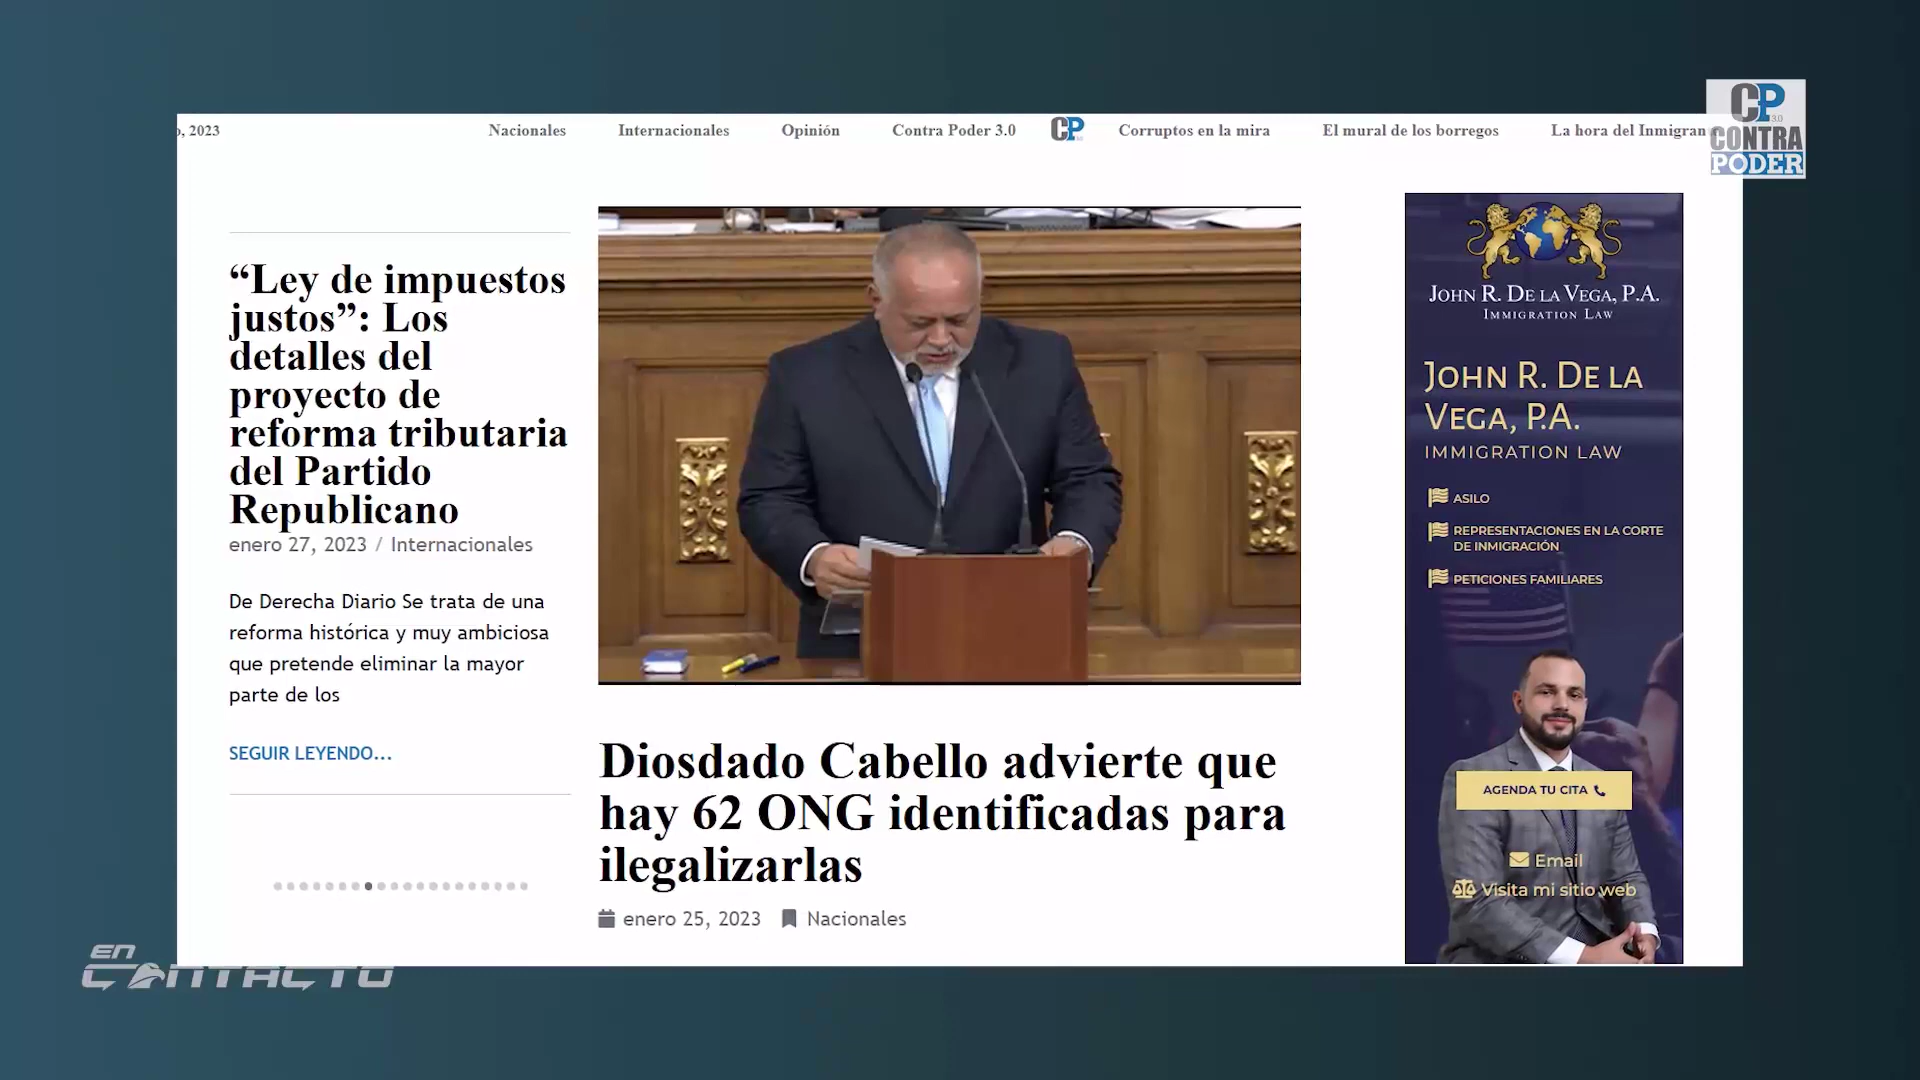 CP
3.0
CONTRA
PODER
, 2023
Nacionales
Internacionales
Opinión
Contra Poder 3.0
CP
Corruptos en la mira
El mural de los borregos
La hora del Inmigran
“Ley de impuestos
justos”: Los
detalles del
proyecto de
reforma tributaria
del Partido
Republicano
enero 27, 2023 / Internacionales
De Derecha Diario Se trata de una
reforma histórica y muy ambiciosa
que pretende eliminar la mayor
parte de los
SEGUIR LEYENDO...
Diosdado Cabello advierte que
hay 62 ONG identificadas para
ilegalizarlas
enero 25, 2023 Nacionales
JOHN R. DE LA VEGA, P.A.
IMMIGRATION LAW
JOHN R. DE LA
VEGA, P.A.
IMMIGRATION LAW
ASILO
REPRESENTACIONES EN LA CORTE
DE INMIGRACIÓN
PETICIONES FAMILIARES
AGENDA TU CITA
Email
Visita mi sitio web
EN
CONTACTO